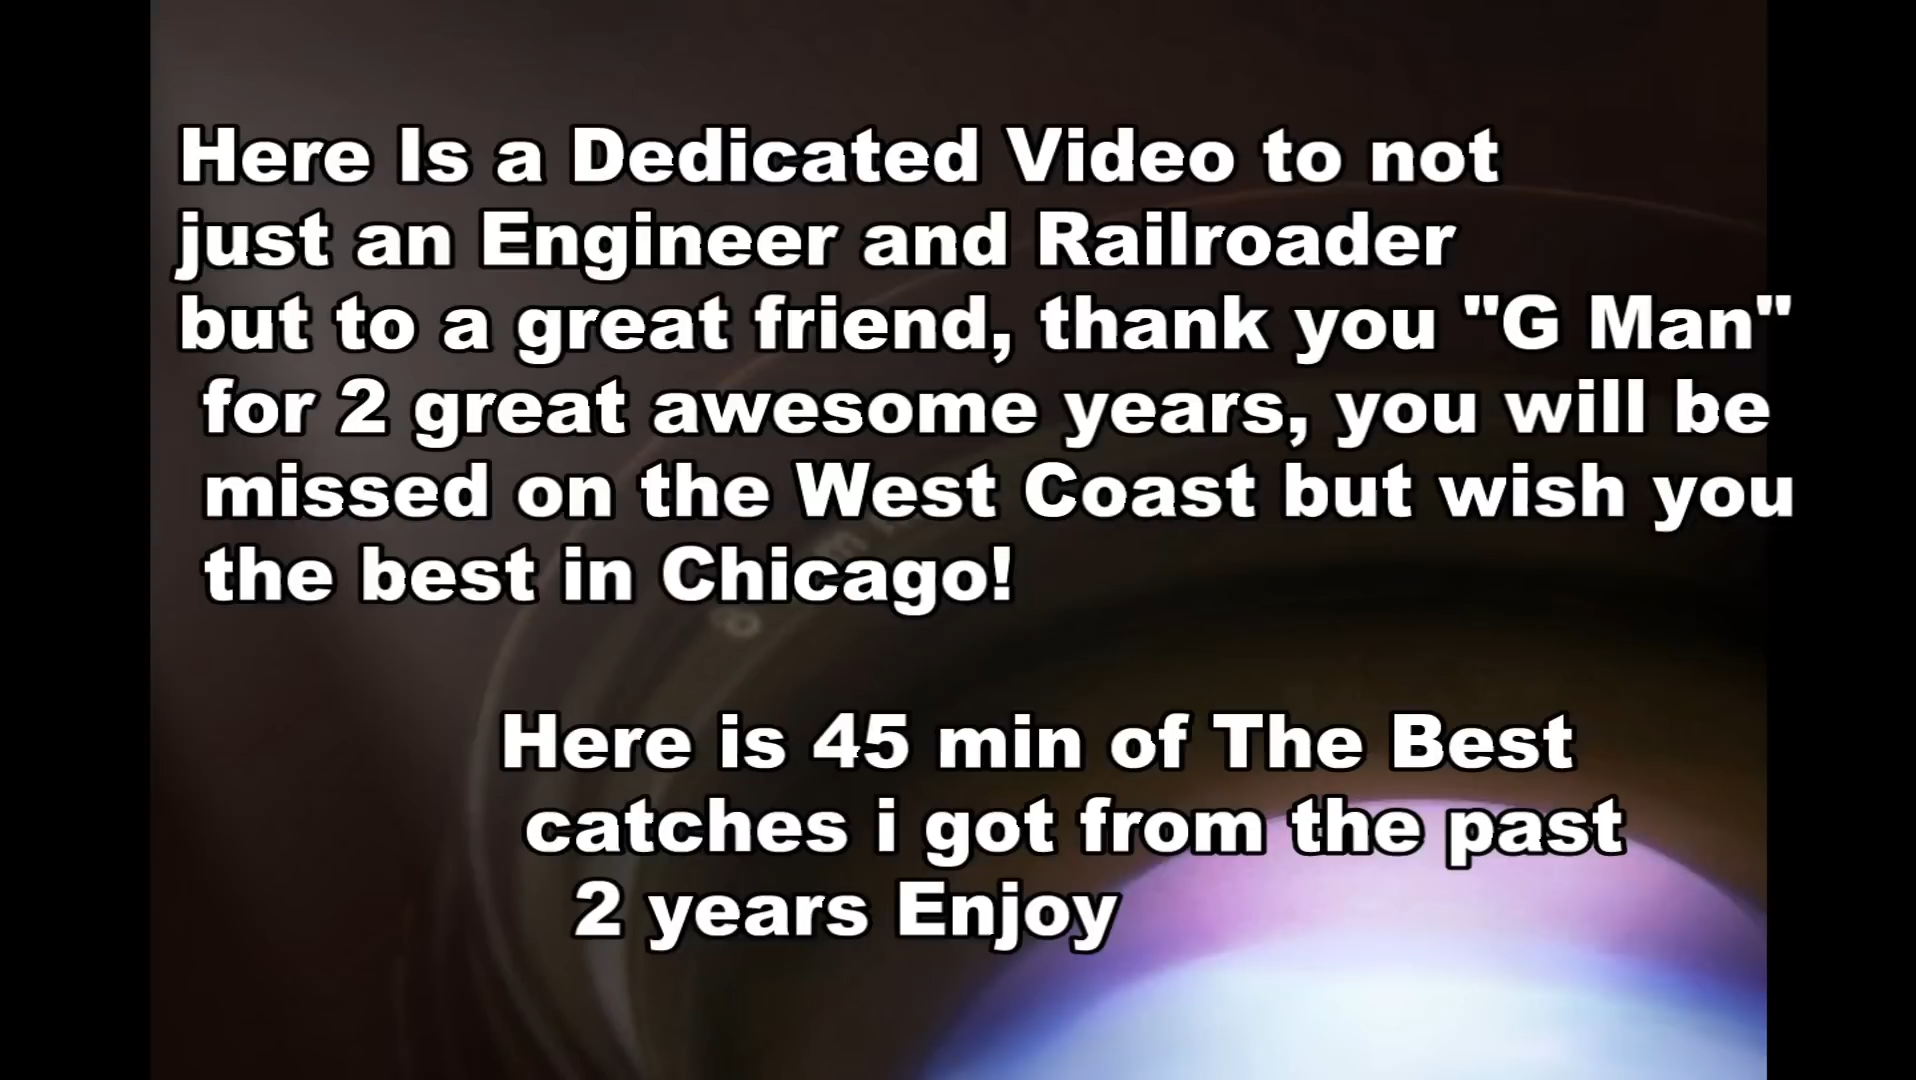 Here Is a Dedicated Video to not
just an Engineer and Railroader
but to a great friend, thank you "G Man"
for 2 great awesome years, you will be
missed on the West Coast but wish you
the best in Chicago!
Here is 45 min of The Best
catches i got from the past
2 years Enjoy